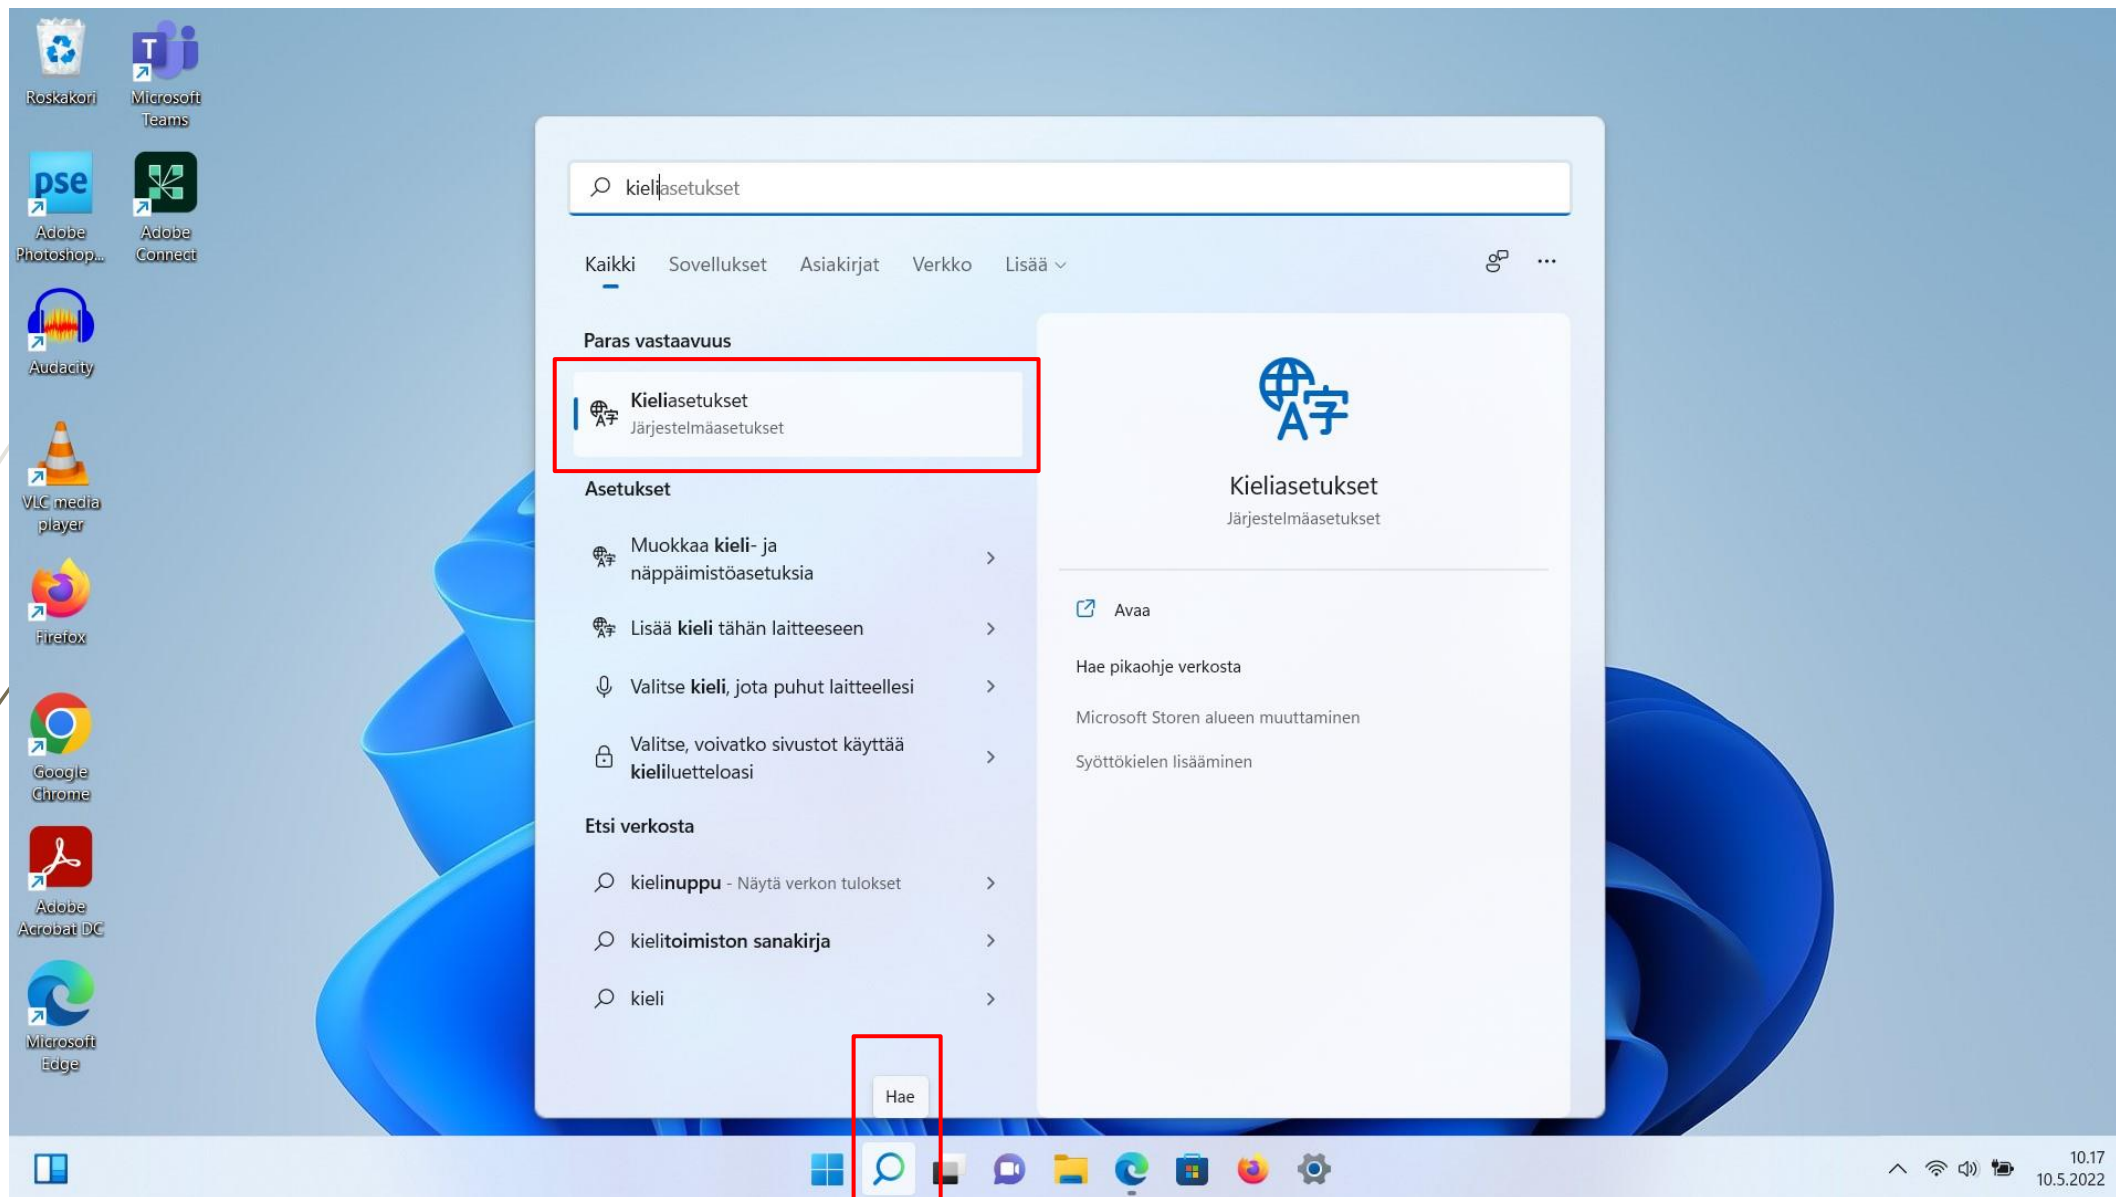 Roskakori
Microsoft
Teams
pse
Adobe
Photoshop...
Adobe
Connect
Audacity
VLC media
player
Firefox
Google
Chrome
Adobe
Acrobat DC
Microsoft
Edge
kieliasetukset
Kaikki Sovellukset Asiakirjat Verkko Lisää
Paras vastaavuus
Kieliasetukset
Järjestelmäasetukset
Asetukset
Muokkaa kieli- ja
näppäimistöasetuksia
Lisää kieli tähän laitteeseen
Valitse kieli, jota puhut laitteellesi
Valitse, voivatko sivustot käyttää
kieliluetteloasi
Etsi verkosta
kielinuppu - Näytä verkon tulokset
kielitoimiston sanakirja
kieli
Kieliasetukset
Järjestelmäasetukset
Avaa
Hae pikaohje verkosta
Microsoft Storen alueen muuttaminen
Syöttökielen lisääminen
Hae
10.17
10.5.2022